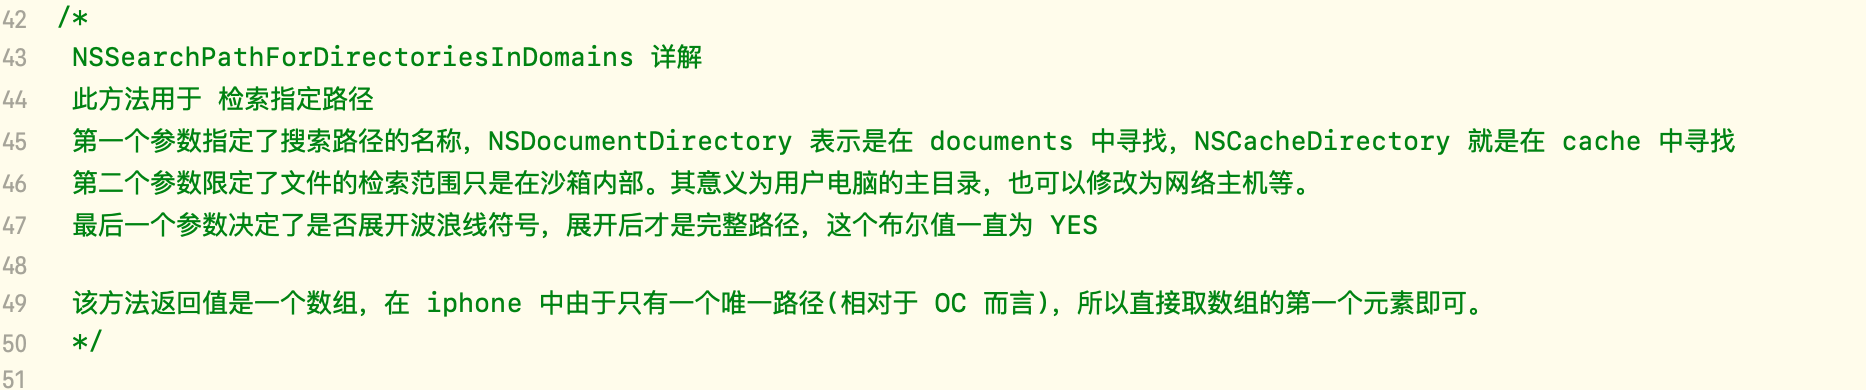 42 /*
43 NSSearchPathForDirectoriesInDomains 详解
44 此方法用于 检索指定路径
45 第一个参数指定了搜索路径的名称，NSDocumentDirectory 表示是在 documents 中寻找，NSCacheDirectory 就是在 cache 中寻找
46 第二个参数限定了文件的检索范围只是在沙箱内部。其意义为用户电脑的主目录，也可以修改为网络主机等。
47 最后一个参数决定了是否展开波浪线符号，展开后才是完整路径，这个布尔值一直为 YES
48
49 该方法返回值是一个数组，在 iphone 中由于只有一个唯一路径(相对于 OC 而言)，所以直接取数组的第一个元素即可。
50 */
51